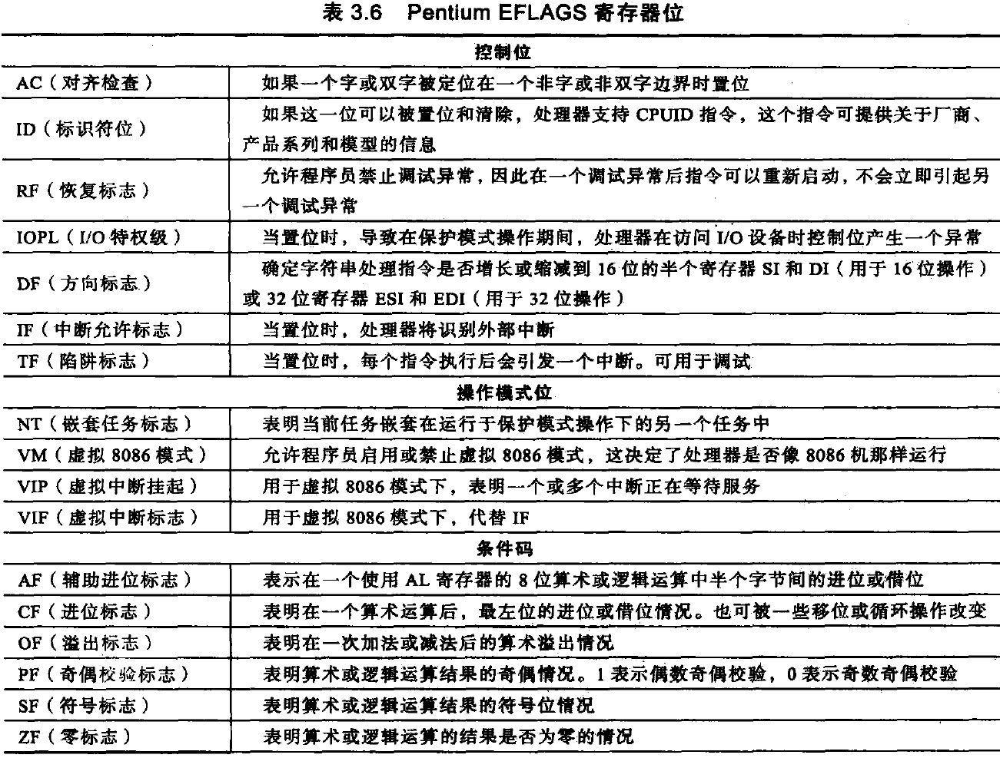 表 3.6 Pentium EFLAGS 寄存器位
控制位
AC（对齐检查） 如果一个字或双字被定位在一个非字或非双字边界时置位
ID（标识符位） 如果这一位可以被置位和清除，处理器支持 CPUID 指令，这个指令可提供关于厂商、
产品系列和模型的信息
RF（恢复标志） 允许程序员禁止调试异常，因此在一个调试异常后指令可以重新启动，不会立即引起另
一个调试异常
IOPL（I/O 特权级） 当置位时，导致在保护模式操作期间，处理器在访问 I/O 设备时控制位产生一个异常
DF（方向标志） 确定字符串处理指令是否增长或缩减到 16 位的半个寄存器 SI 和 DI（用于 16 位操作）
或 32 位寄存器 ESI 和 EDI（用于 32 位操作）
IF（中断允许标志） 当置位时，处理器将识别外部中断
TF（陷阱标志） 当置位时，每个指令执行后会引发一个中断。可用于调试
操作模式位
NT（嵌套任务标志） 表明当前任务嵌套在运行于保护模式操作下的另一个任务中
VM（虚拟 8086 模式） 允许程序员启用或禁止虚拟 8086 模式，这决定了处理器是否像 8086 机那样运行
VIP（虚拟中断挂起） 用于虚拟 8086 模式下，表明一个或多个中断正在等待服务
VIF（虚拟中断标志） 用于虚拟 8086 模式下，代替 IF
条件码
AF（辅助进位标志） 表示在一个使用 AL 寄存器的 8 位算术或逻辑运算中半个字节间的进位或借位
CF（进位标志） 表明在一个算术运算后，最左位的进位或借位情况。也可被一些移位或循环操作改变
OF（溢出标志） 表明在一次加法或减法后的算术溢出情况
PF（奇偶校验标志） 表明算术或逻辑运算结果的奇偶情况。1 表示偶数奇偶校验，0 表示奇数奇偶校验
SF（符号标志） 表明算术或逻辑运算结果的符号位情况
ZF（零标志） 表明算术或逻辑运算的结果是否为零的情况